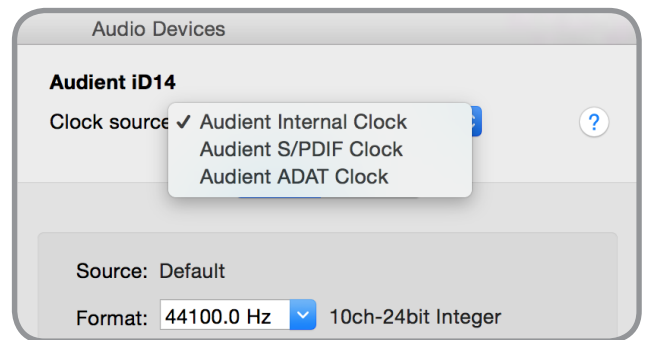 Audio Devices
Audient iD14
Clock source ✓ Audient Internal Clock
Audient S/PDIF Clock
Audient ADAT Clock
?
Source: Default
Format: 44100.0 Hz 10ch-24bit Integer